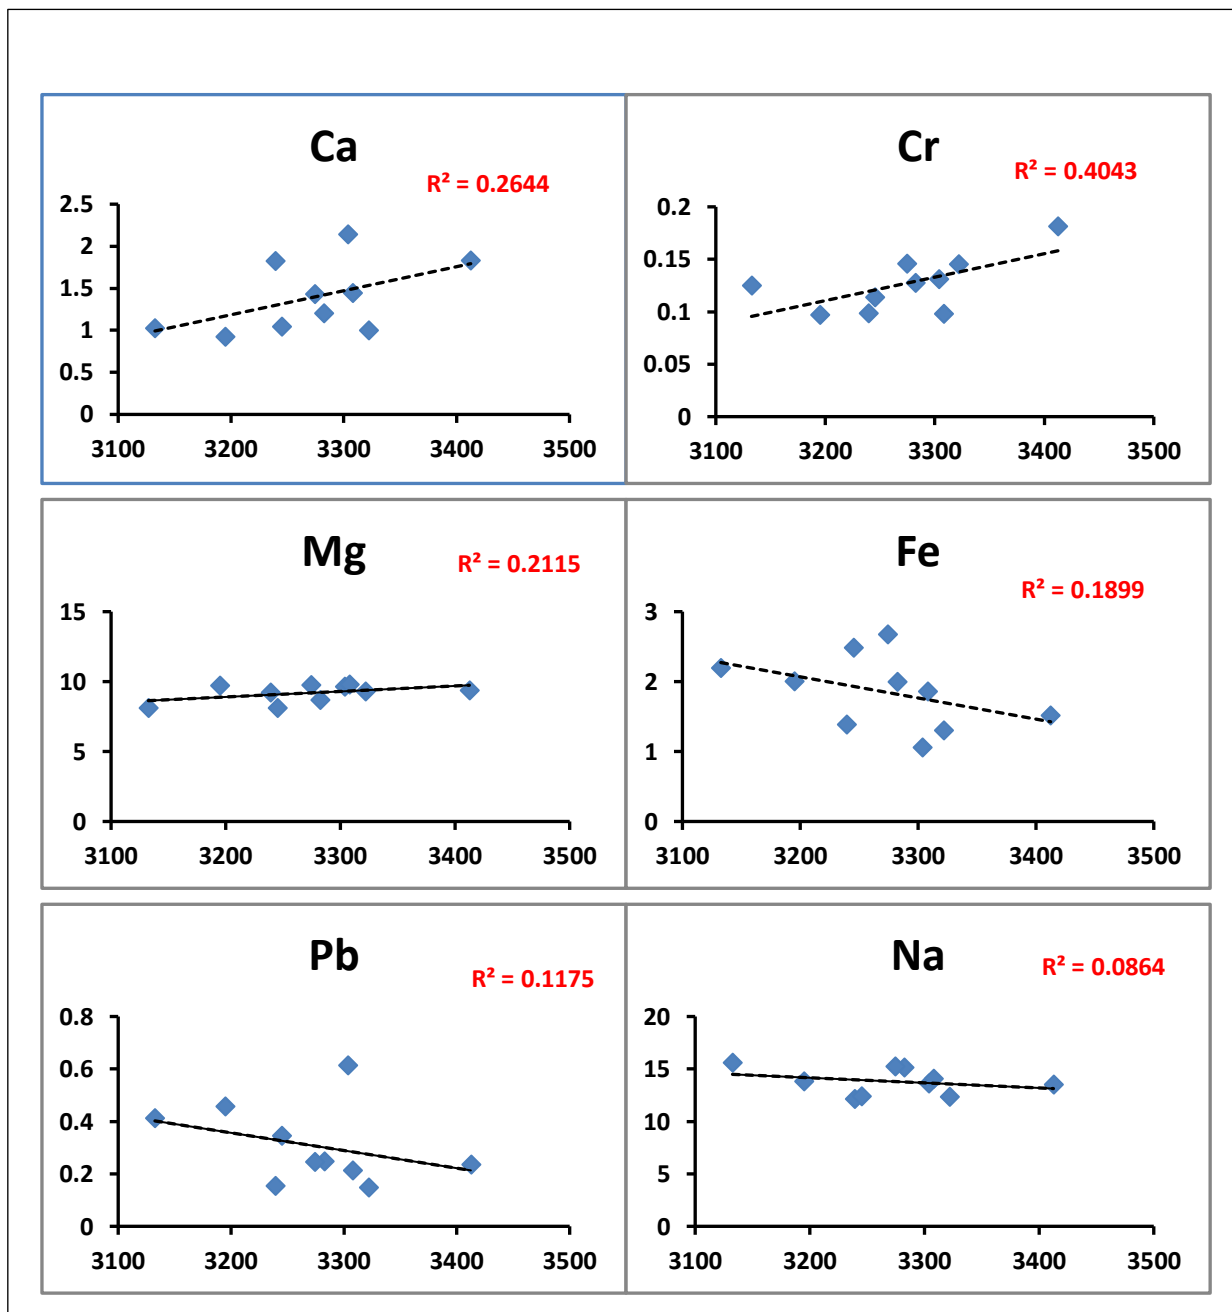 Ca
R² = 0.2644
2.5
2
1.5
1
0.5
0
3100 3200 3300 3400 3500
Cr
R² = 0.4043
0.2
0.15
0.1
0.05
0
3100 3200 3300 3400 3500
Mg
R² = 0.2115
15
10
5
0
3100 3200 3300 3400 3500
Fe
R² = 0.1899
3
2
1
0
3100 3200 3300 3400 3500
Pb
R² = 0.1175
0.8
0.6
0.4
0.2
0
3100 3200 3300 3400 3500
Na
R² = 0.0864
20
15
10
5
0
3100 3200 3300 3400 3500